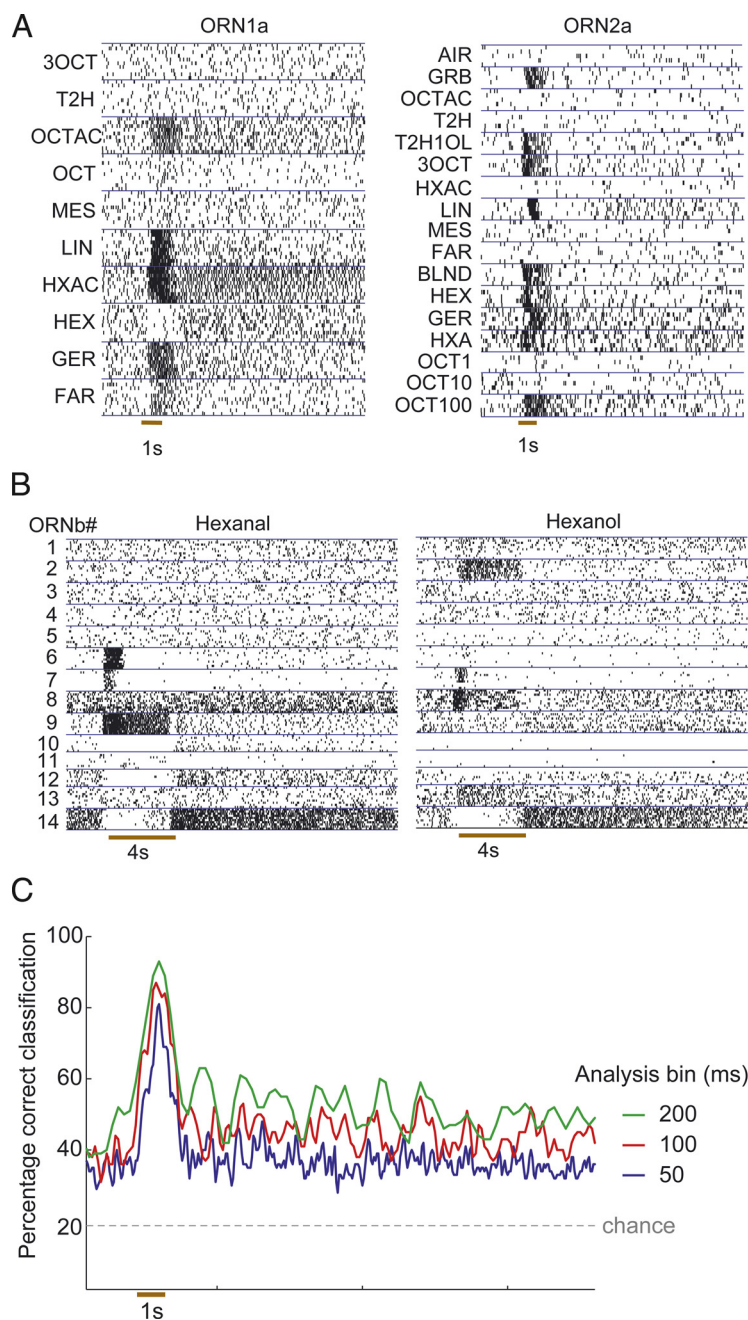 A
ORN1a
3OCT
T2H
OCTAC
OCT
MES
LIN
HXAC
HEX
GER
FAR
1s
ORN2a
AIR
GRB
OCTAC
T2H
T2H1OL
3OCT
HXAC
LIN
MES
FAR
BLND
HEX
GER
HXA
OCT1
OCT10
OCT100
1s
B
ORNb#
Hexanal
1
2
3
4
5
6
7
8
9
10
11
12
13
14
4s
Hexanol
4s
C
Percentage correct classification
100
80
60
40
20
chance
1s
Analysis bin (ms)
200
100
50